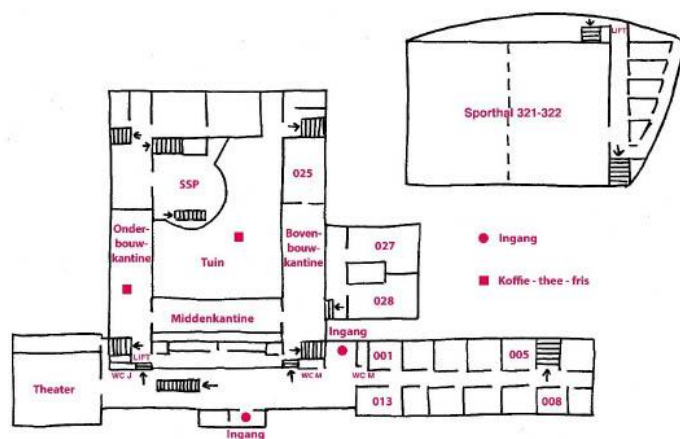 LIFT
Sporthal 321-322
SSP
025
Onder-
bouw-
kantine
Boven-
bouw-
kantine
027
Ingang
Tuin
028
Koffie - thee - fris
Middenkantine
Ingang
LIFT
001
005
WC J
WC M
WC M
Theater
013
008
Ingang